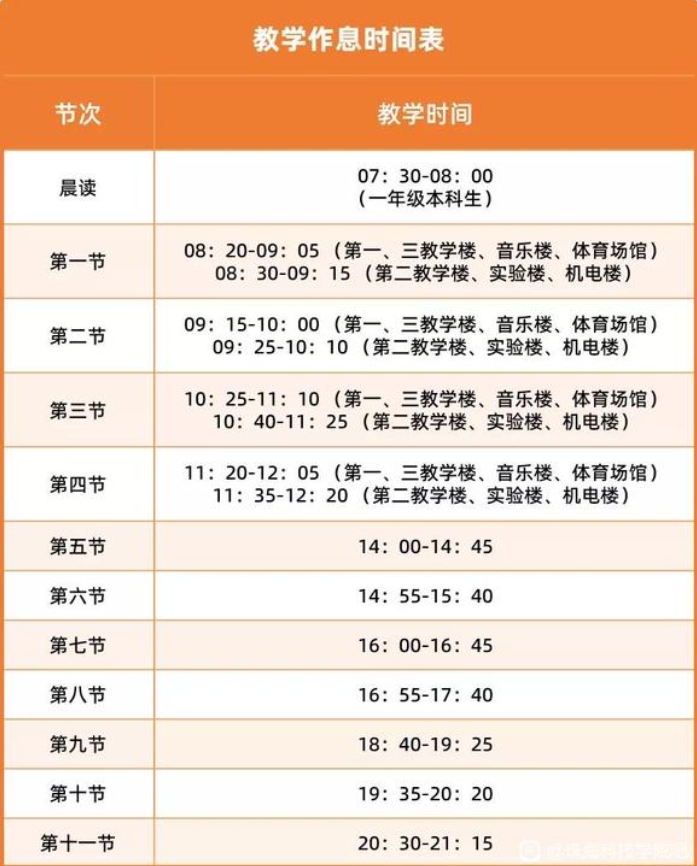 教学作息时间表
节次 教学时间
晨读 07：30-08：00
（一年级本科生）
第一节 08：20-09：05（第一、三教学楼、音乐楼、体育场馆）
08：30-09：15（第二教学楼、实验楼、机电楼）
第二节 09：15-10：00（第一、三教学楼、音乐楼、体育场馆）
09：25-10：10（第二教学楼、实验楼、机电楼）
第三节 10：25-11：10（第一、三教学楼、音乐楼、体育场馆）
10：40-11：25（第二教学楼、实验楼、机电楼）
第四节 11：20-12：05（第一、三教学楼、音乐楼、体育场馆）
11：35-12：20（第二教学楼、实验楼、机电楼）
第五节 14：00-14：45
第六节 14：55-15：40
第七节 16：00-16：45
第八节 16：55-17：40
第九节 18：40-19：25
第十节 19：35-20：20
第十一节 20：30-21：15